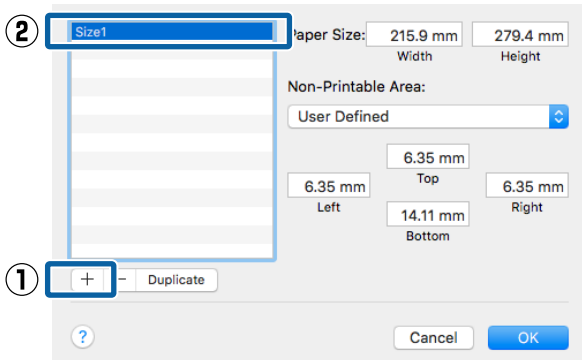 ② Size1 Paper Size: 215.9 mm 279.4 mm
Width Height
Non-Printable Area:
User Defined
6.35 mm
Top
6.35 mm 6.35 mm
Left Right
14.11 mm
Bottom
① + − Duplicate
? Cancel OK